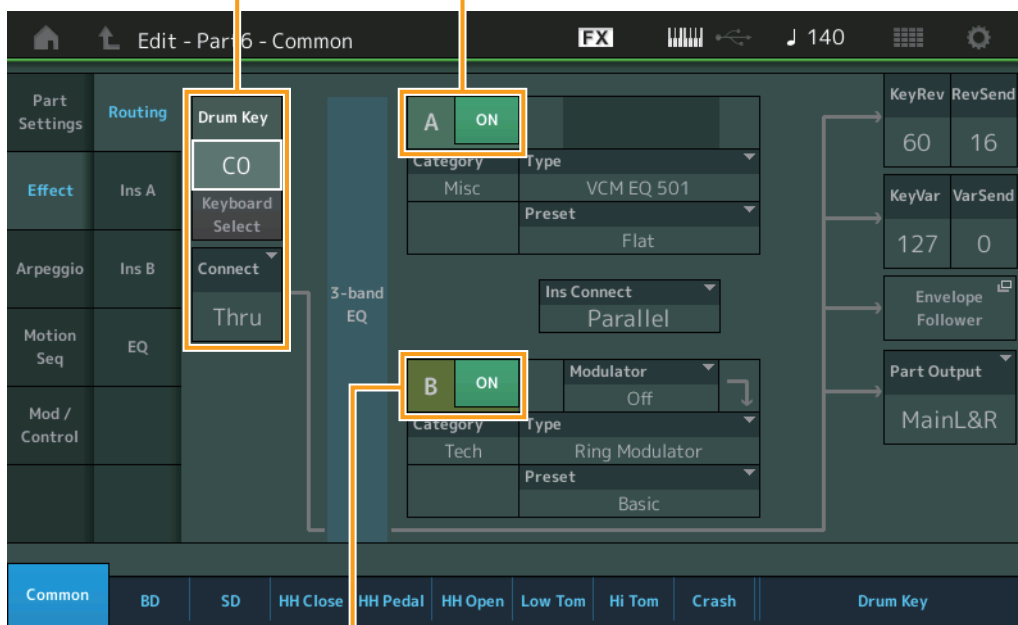 Edit - Part6 - Common
FX
♩ 140
Part
Settings
Effect
Arpeggio
Motion
Seq
Mod /
Control
Routing
Ins A
Ins B
EQ
Drum Key
C0
Keyboard
Select
Connect
Thru
3-band
EQ
A ON
Category Type
Misc VCM EQ 501
Preset
Flat
Ins Connect
Parallel
B ON
Modulator
Off
Category Type
Tech Ring Modulator
Preset
Basic
KeyRev RevSend
60 16
KeyVar VarSend
127 0
Envelope
Follower
Part Output
MainL&R
Common BD SD HH Close HH Pedal HH Open Low Tom Hi Tom Crash Drum Key